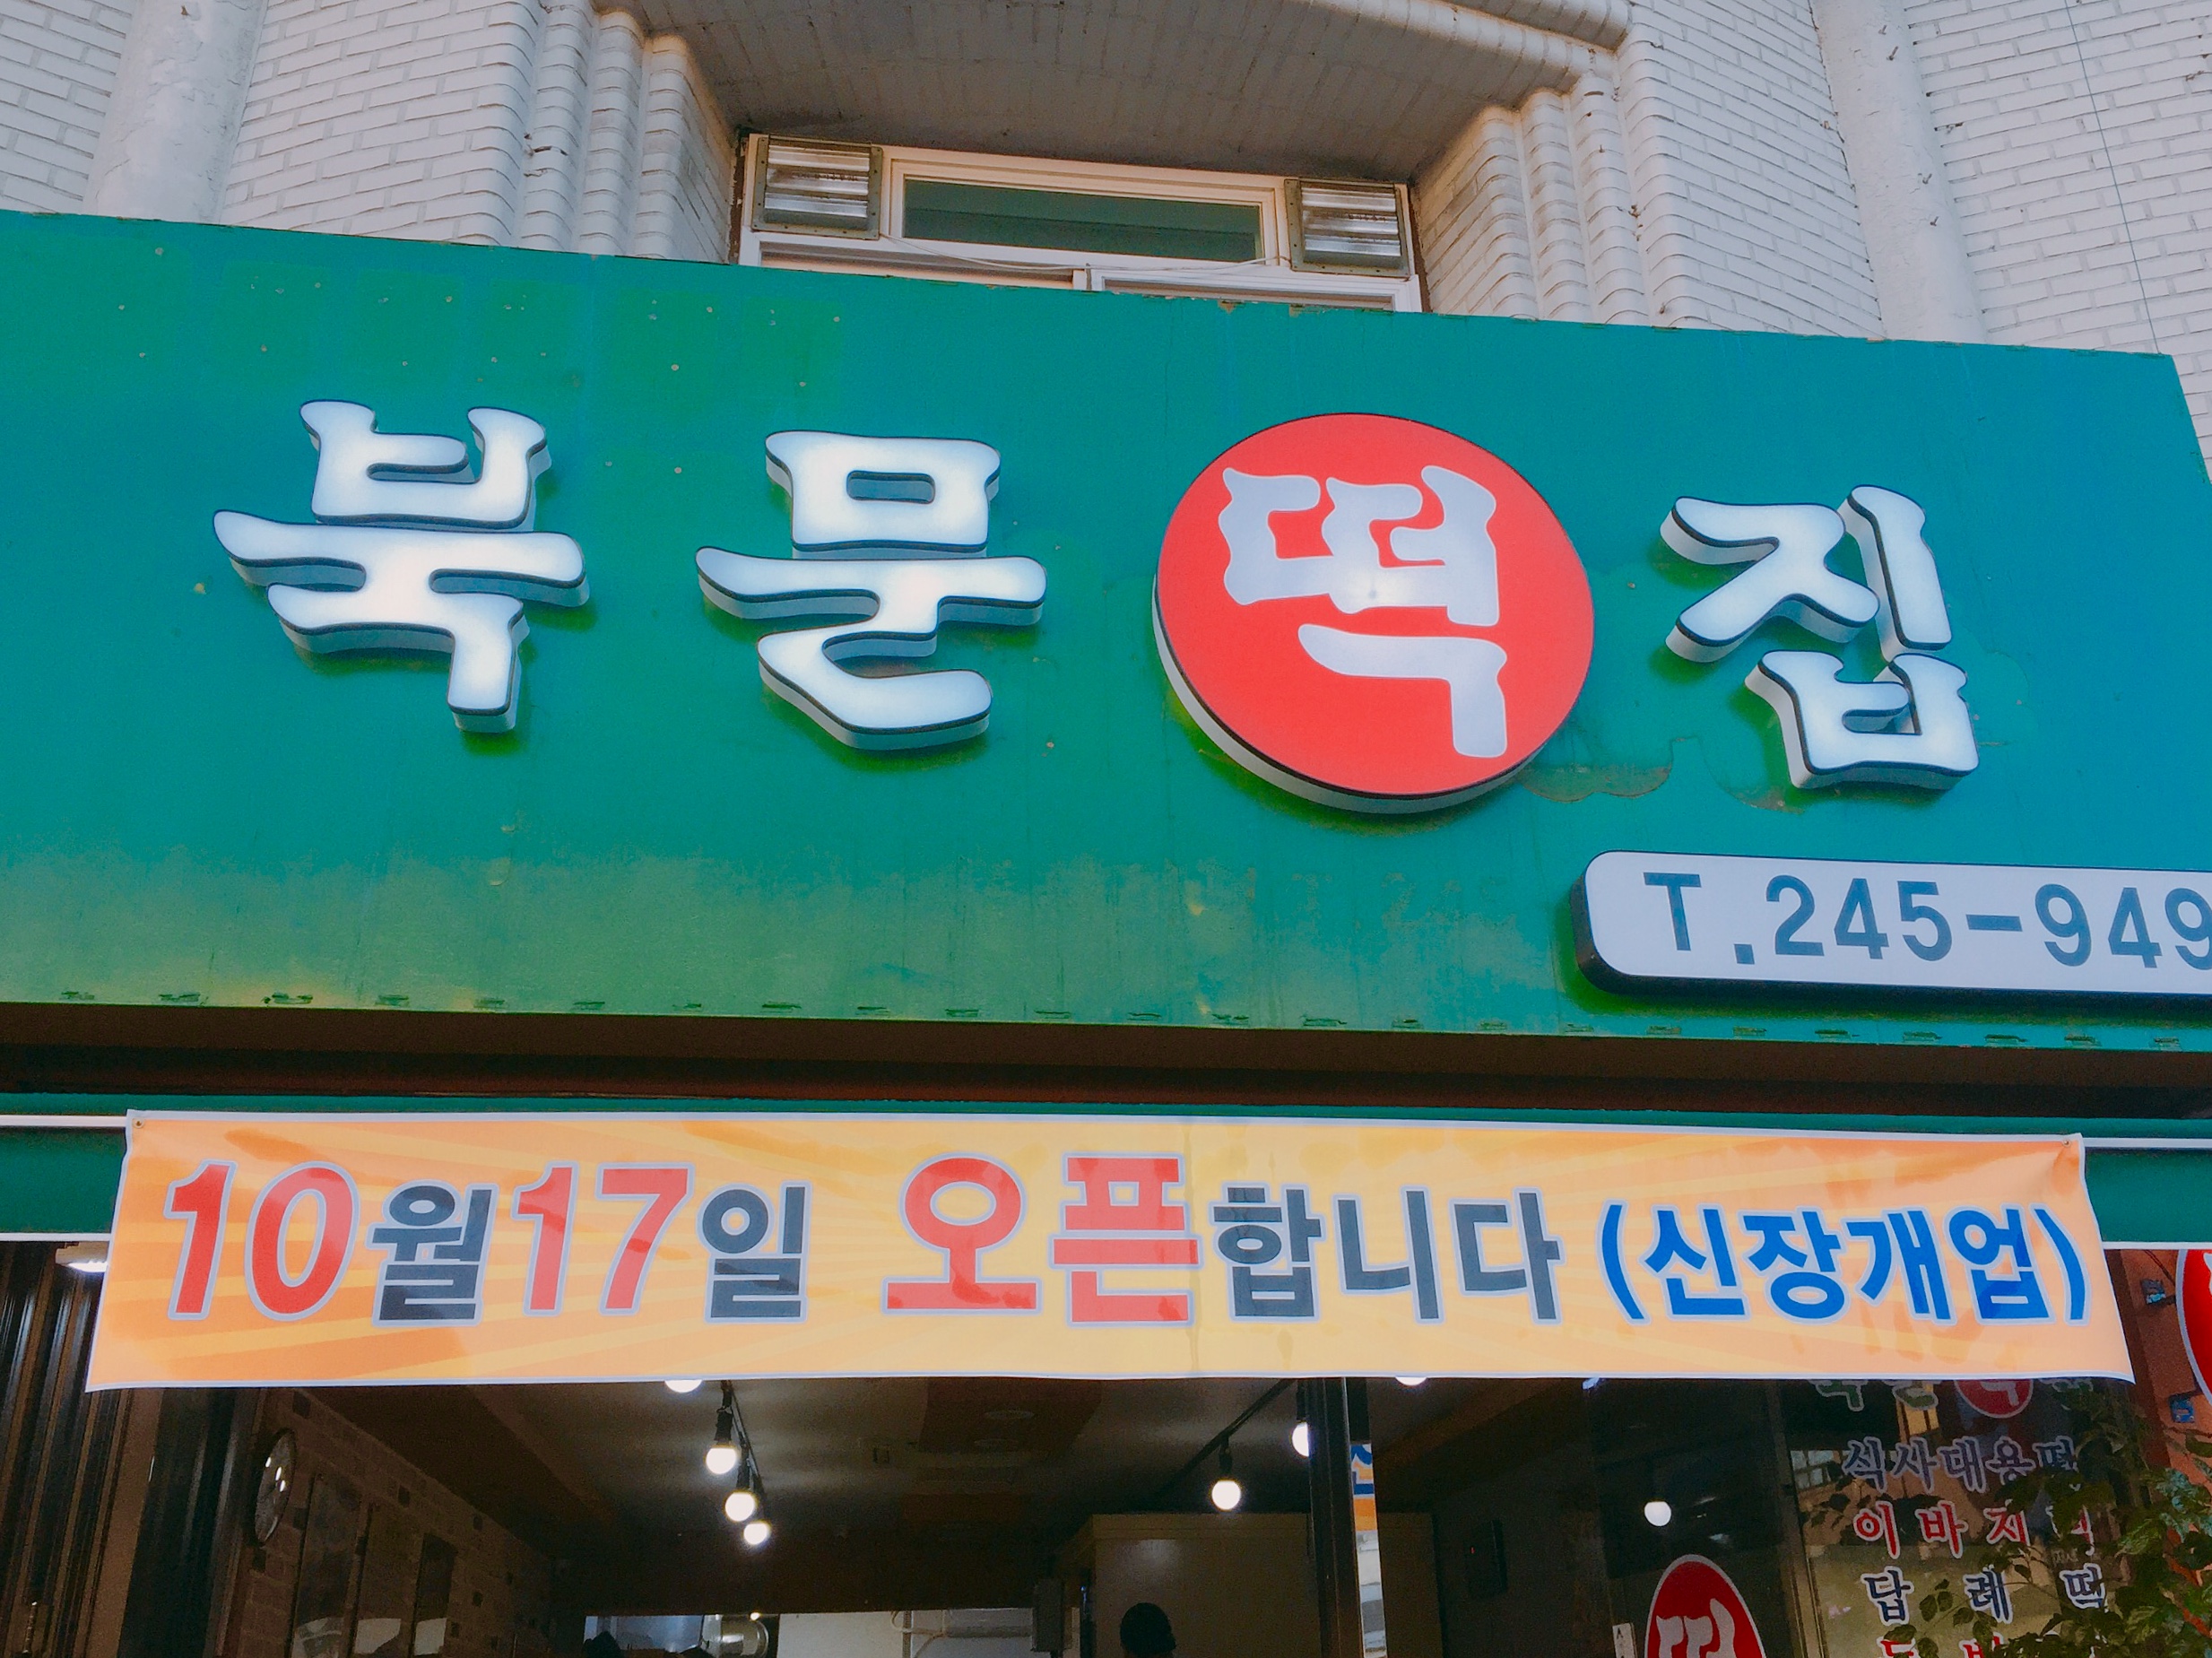 북문떡집
T.245-949
10월17일 오픈합니다 (신장개업)
식사대용떡
이바지
답례떡
떡